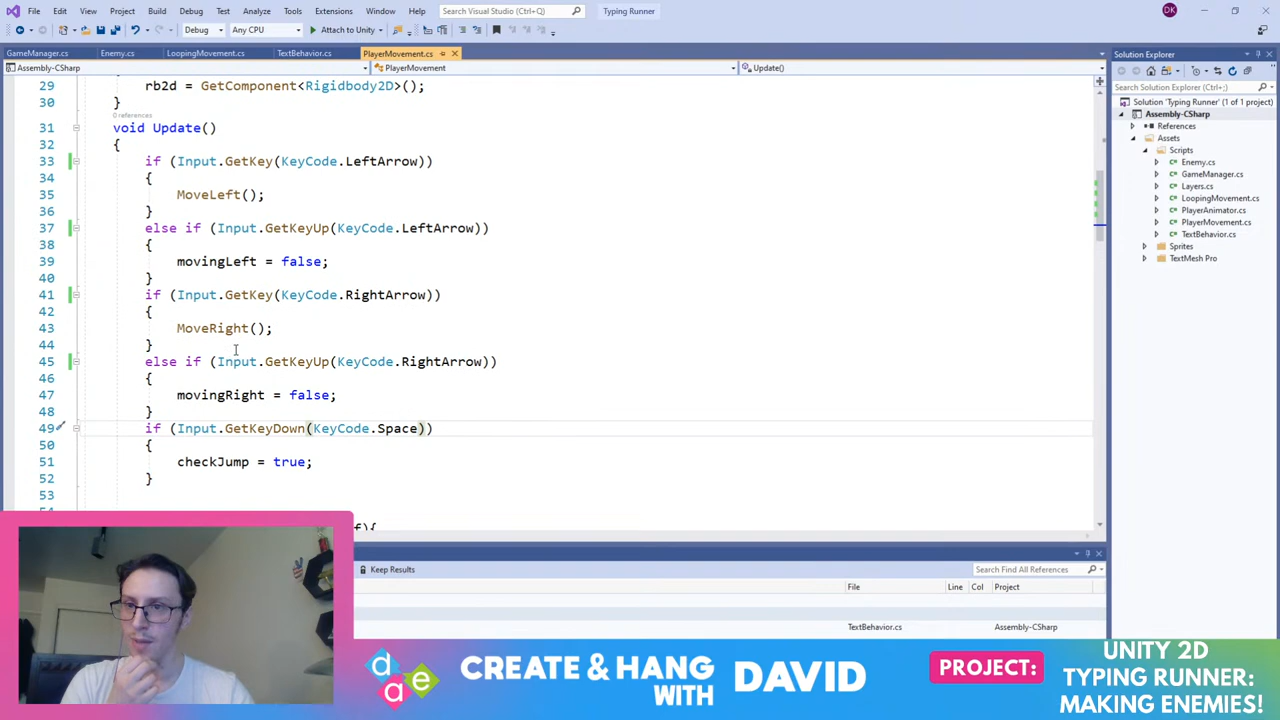 File Edit View Git Project Build Debug Test Analyze Tools Extensions Window Help Search Visual Studio (Ctrl+Q) Typing Runner DK
Debug Any CPU Attach to Unity
GameManager.cs Enemy.cs LoopingMovement.cs TextBehavior.cs PlayerMovement.cs
Assembly-CSharp PlayerMovement Update()
29 rb2d = GetComponent<Rigidbody2D>();
30 }
0 references
31 void Update()
32 {
33 if (Input.GetKey(KeyCode.LeftArrow))
34 {
35 MoveLeft();
36 }
37 else if (Input.GetKeyUp(KeyCode.LeftArrow))
38 {
39 movingLeft = false;
40 }
41 if (Input.GetKey(KeyCode.RightArrow))
42 {
43 MoveRight();
44 }
45 else if (Input.GetKeyUp(KeyCode.RightArrow))
46 {
47 movingRight = false;
48 }
49 if (Input.GetKeyDown(KeyCode.Space))
50 {
51 checkJump = true;
52 }
53
Solution Explorer
Search Solution Explorer (Ctrl+;)
Solution 'Typing Runner' (1 of 1 project)
Assembly-CSharp
References
Assets
Scripts
Enemy.cs
GameManager.cs
Layers.cs
LoopingMovement.cs
PlayerAnimator.cs
PlayerMovement.cs
TextBehavior.cs
Sprites
TextMesh Pro
Keep Results Search Find All References
File Line Col Project
TextBehavior.cs Assembly-CSharp
dae
CREATE & HANG
WITH
DAVID
PROJECT:
UNITY 2D
TYPING RUNNER:
MAKING ENEMIES!